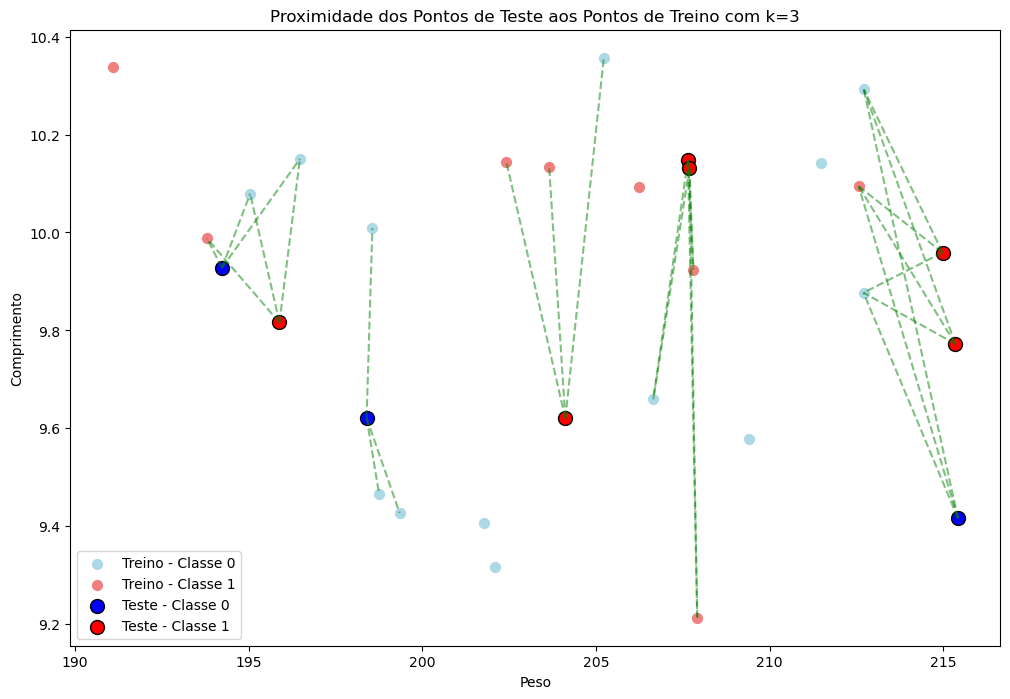 Proximidade dos Pontos de Teste aos Pontos de Treino com k=3
10.4
10.2
10.0
9.8
9.6
9.4
9.2
Comprimento
Treino - Classe 0
Treino - Classe 1
Teste - Classe 0
Teste - Classe 1
190
195
200
205
210
215
Peso